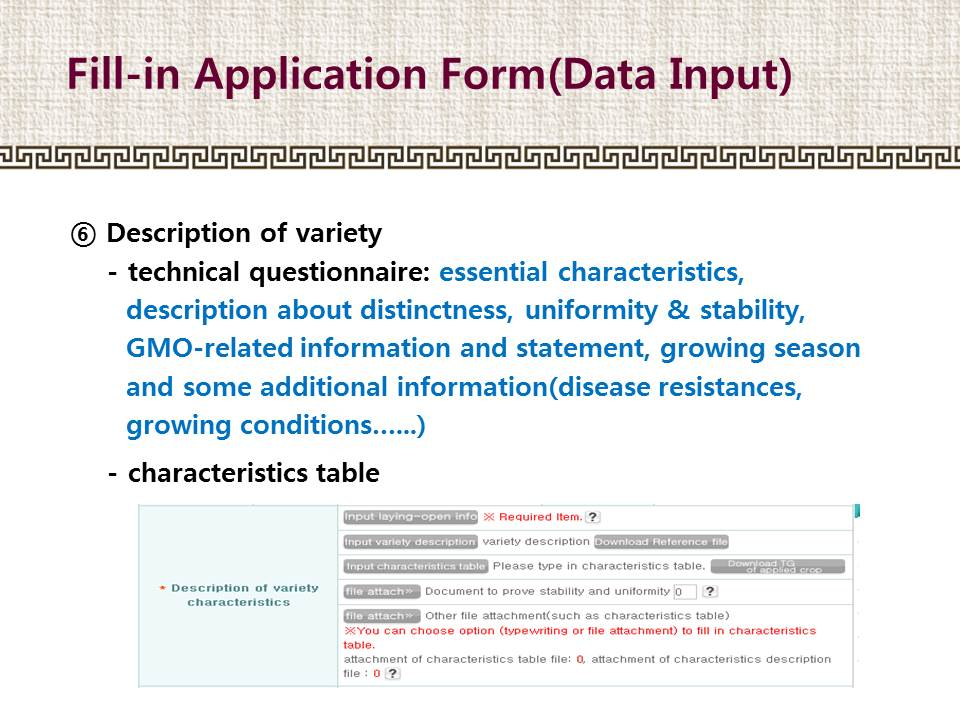 Fill-in Application Form(Data Input)
⑥ Description of variety
- technical questionnaire: essential characteristics,
description about distinctness, uniformity & stability,
GMO-related information and statement, growing season
and some additional information(disease resistances,
growing conditions…...)
- characteristics table
* Description of variety
characteristics
Input laying-open info ※ Required Item. ?
Input variety description variety description Download Reference file
Input characteristics table Please type in characteristics table. Download TG
of applied crop
file attach» Document to prove stability and uniformity 0 ?
file attach» Other file attachment(such as characteristics table)
※You can choose option (typewriting or file attachment) to fill in characteristics
table.
attachment of characteristics table file: 0, attachment of characteristics description
file : 0 ?